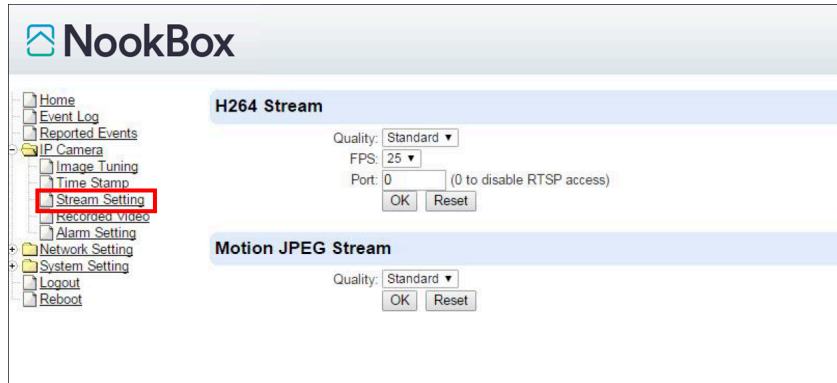 NookBox
Home
Event Log
Reported Events
IP Camera
Image Tuning
Time Stamp
Stream Setting
Recorded Video
Alarm Setting
Network Setting
System Setting
Logout
Reboot
H264 Stream
Quality: Standard
FPS: 25
Port: 0 (0 to disable RTSP access)
OK Reset
Motion JPEG Stream
Quality: Standard
OK Reset